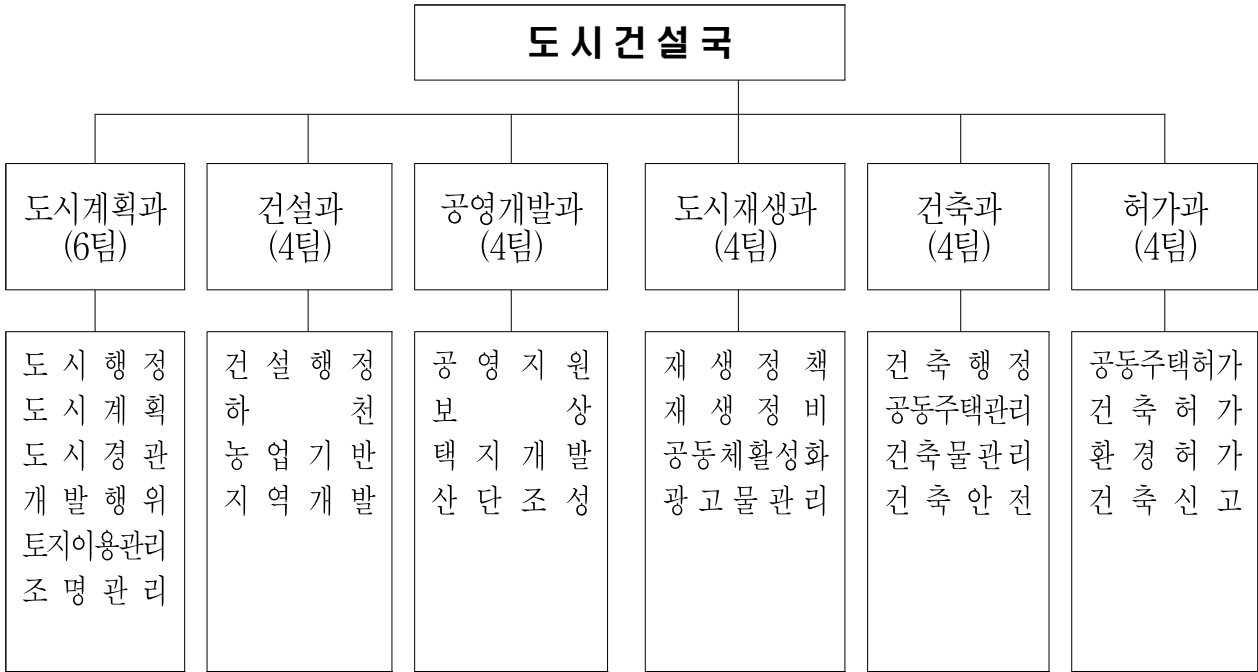 도시건설국
도시계획과
(6팀)
건설과
(4팀)
공영개발과
(4팀)
도시재생과
(4팀)
건축과
(4팀)
허가과
(4팀)
도시행정
도시계획
도시경관
개발행위
토지이용관리
조명관리
건설행정
하천
농업기반
지역개발
공영지원
보상
택지개발
산단조성
재생정책
재생정비
공동체활성화
광고물관리
건축행정
공동주택관리
건축물관리
건축안전
공동주택허가
건축허가
환경허가
건축신고